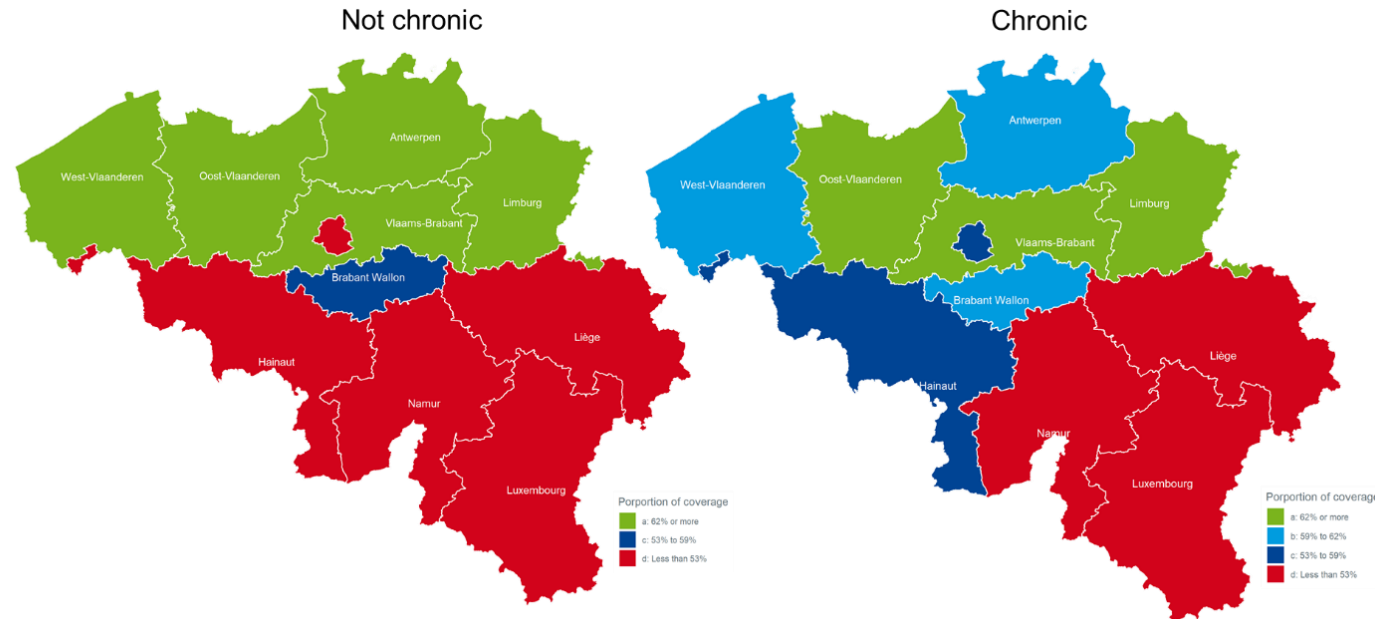 Not chronic
Antwerpen
West-Vlaanderen
Oost-Vlaanderen
Limburg
Vlaams-Brabant
Brabant Wallon
Liège
Hainaut
Namur
Luxembourg
Porportion of coverage
a: 62% or more
c: 53% to 59%
d: Less than 53%
Chronic
Antwerpen
West-Vlaanderen
Oost-Vlaanderen
Limburg
Vlaams-Brabant
Brabant Wallon
Liège
Hainaut
Namur
Luxembourg
Porportion of coverage
a: 62% or more
b: 59% to 62%
c: 53% to 59%
d: Less than 53%